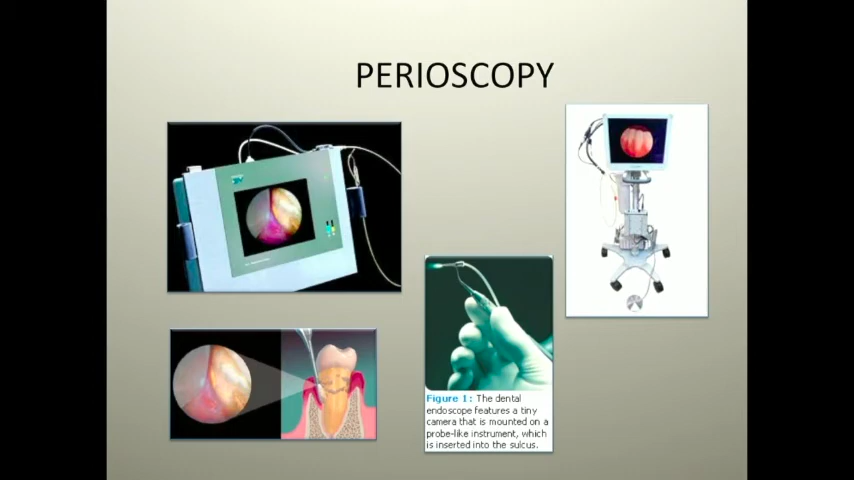 PERIOSCOPY
Figure 1: The dental
endoscope features a tiny
camera that is mounted on a
probe-like instrument, which
is inserted into the sulcus.